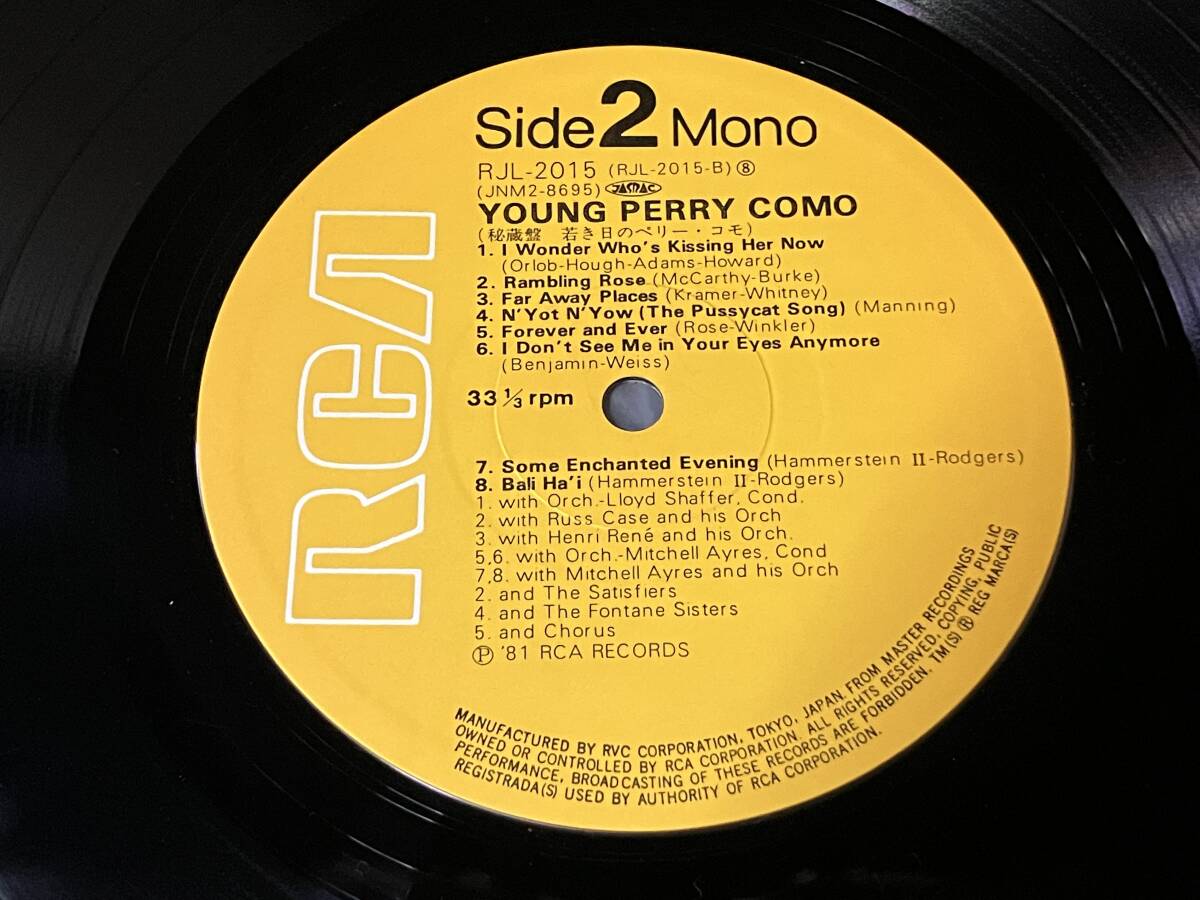 RCA
Side 2 Mono
RJL-2015 (RJL-2015-B) ⑧
(JNM2-8695) JASRAC
YOUNG PERRY COMO
(秘蔵盤 若き日のペリー・コモ)
1. I Wonder Who's Kissing Her Now
(Orlob-Hough-Adams-Howard)
2. Rambling Rose (McCarthy-Burke)
3. Far Away Places (Kramer-Whitney)
4. N'Yot N'Yow (The Pussycat Song) (Manning)
5. Forever and Ever (Rose-Winkler)
6. I Don't See Me in Your Eyes Anymore
(Benjamin-Weiss)
33 1/3 rpm
7. Some Enchanted Evening (Hammerstein II-Rodgers)
8. Bali Ha'i (Hammerstein II-Rodgers)
1. with Orch.-Lloyd Shaffer, Cond.
2. with Russ Case and his Orch
3. with Henri René and his Orch.
5,6. with Orch.-Mitchell Ayres, Cond
7,8. with Mitchell Ayres and his Orch
2. and The Satisfiers
4. and The Fontane Sisters
5. and Chorus
Ⓟ '81 RCA RECORDS
MANUFACTURED BY RVC CORPORATION, TOKYO, JAPAN. FROM MASTER RECORDINGS
OWNED OR CONTROLLED BY RCA CORPORATION. ALL RIGHTS RESERVED, COPYING, PUBLIC
PERFORMANCE, BROADCASTING OF THESE RECORDS ARE FORBIDDEN. TM(S) ® REG MARCA(S)
REGISTRADA(S) USED BY AUTHORITY OF RCA CORPORATION.